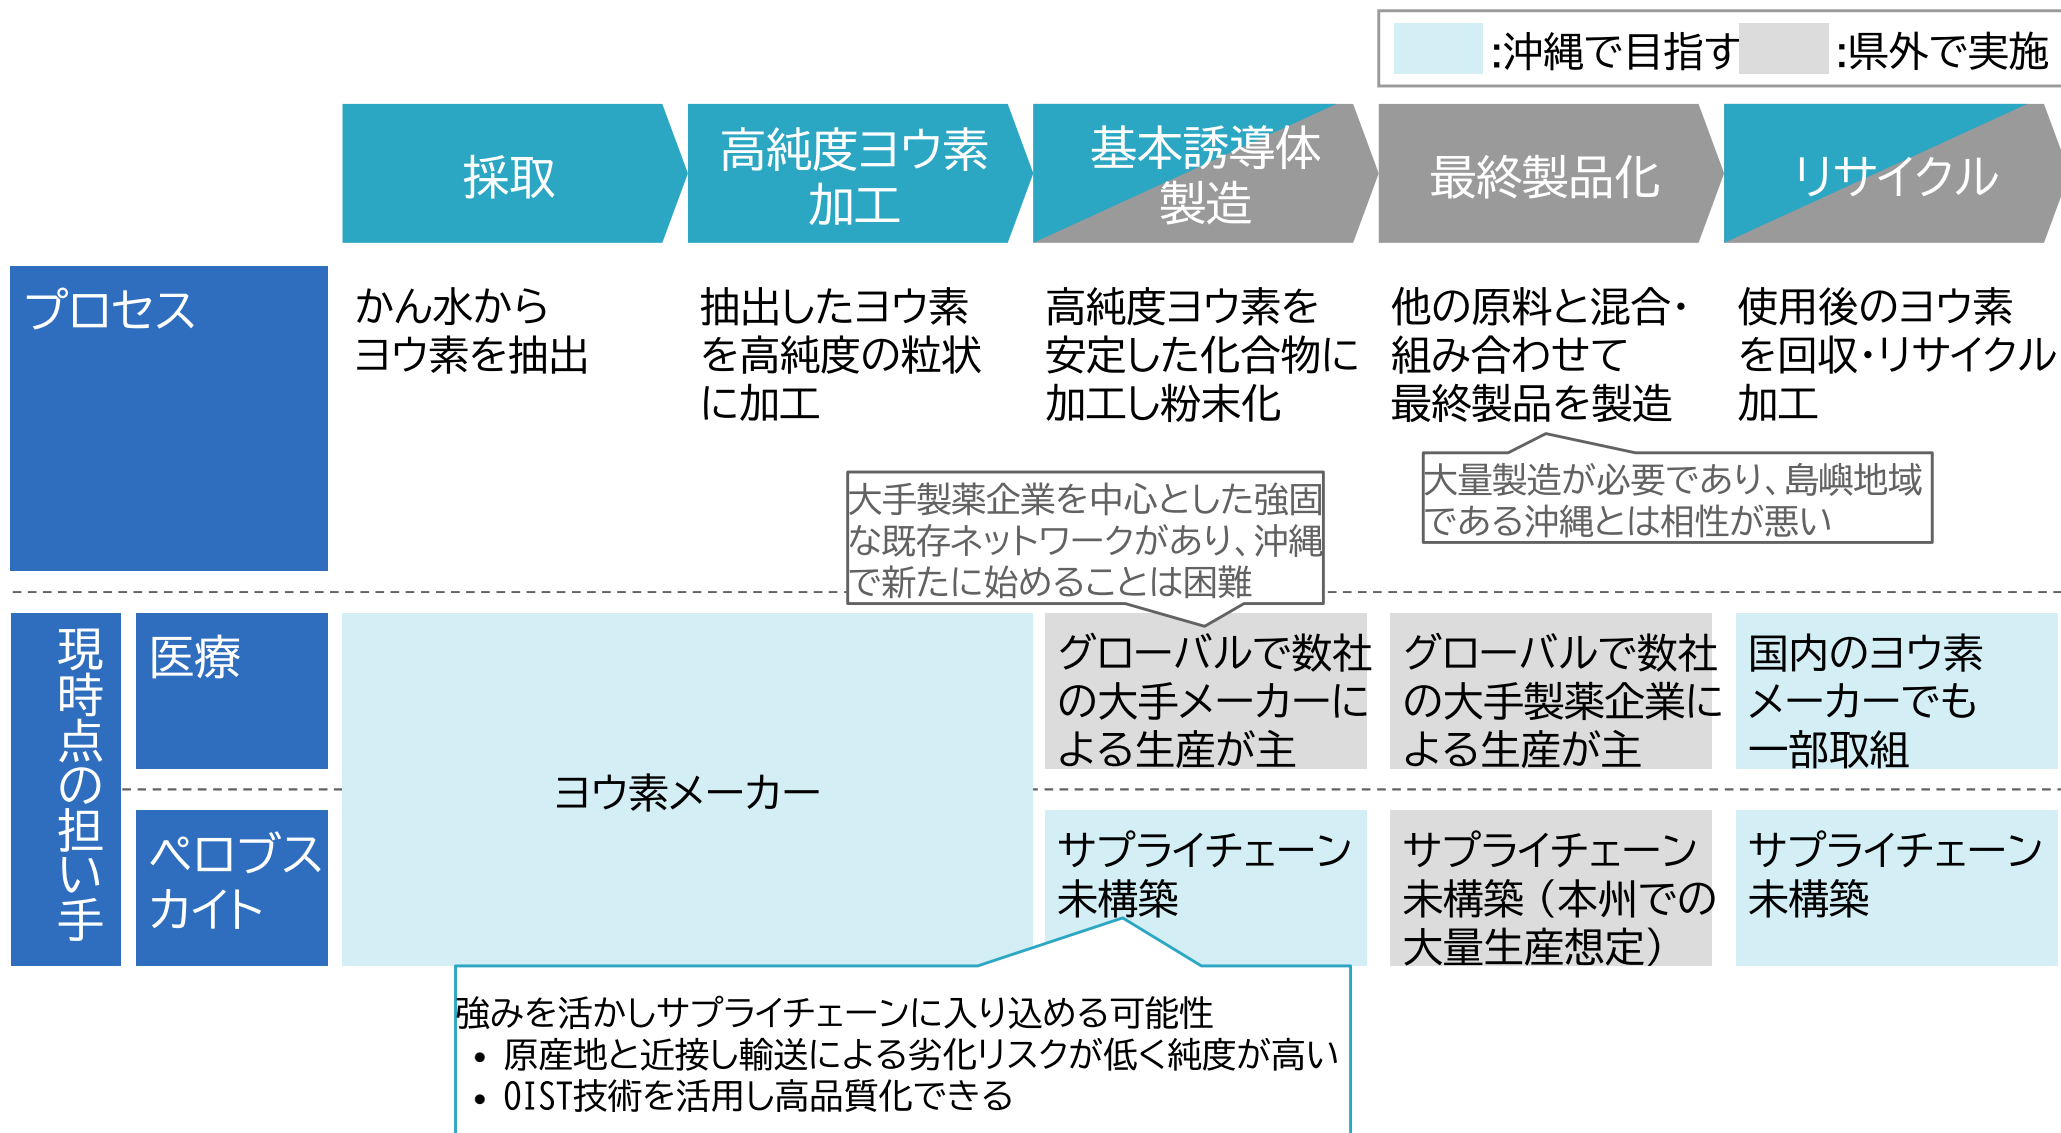 :沖縄で目指す
:県外で実施
採取
高純度ヨウ素
加工
基本誘導体
製造
最終製品化
リサイクル
プロセス
かん水から
ヨウ素を抽出
抽出したヨウ素
を高純度の粒状
に加工
高純度ヨウ素を
安定した化合物に
加工し粉末化
他の原料と混合・
組み合わせて
最終製品を製造
使用後のヨウ素
を回収・リサイクル
加工
大手製薬企業を中心とした強固
な既存ネットワークがあり、沖縄
で新たに始めることは困難
大量製造が必要であり、島嶼地域
である沖縄とは相性が悪い
現時点の担い手
医療
ヨウ素メーカー
グローバルで数社
の大手メーカーに
よる生産が主
グローバルで数社
の大手製薬企業に
よる生産が主
国内のヨウ素
メーカーでも
一部取組
ペロブス
カイト
サプライチェーン
未構築
サプライチェーン
未構築（本州での
大量生産想定）
サプライチェーン
未構築
強みを活かしサプライチェーンに入り込める可能性
• 原産地と近接し輸送による劣化リスクが低く純度が高い
• OIST技術を活用し高品質化できる